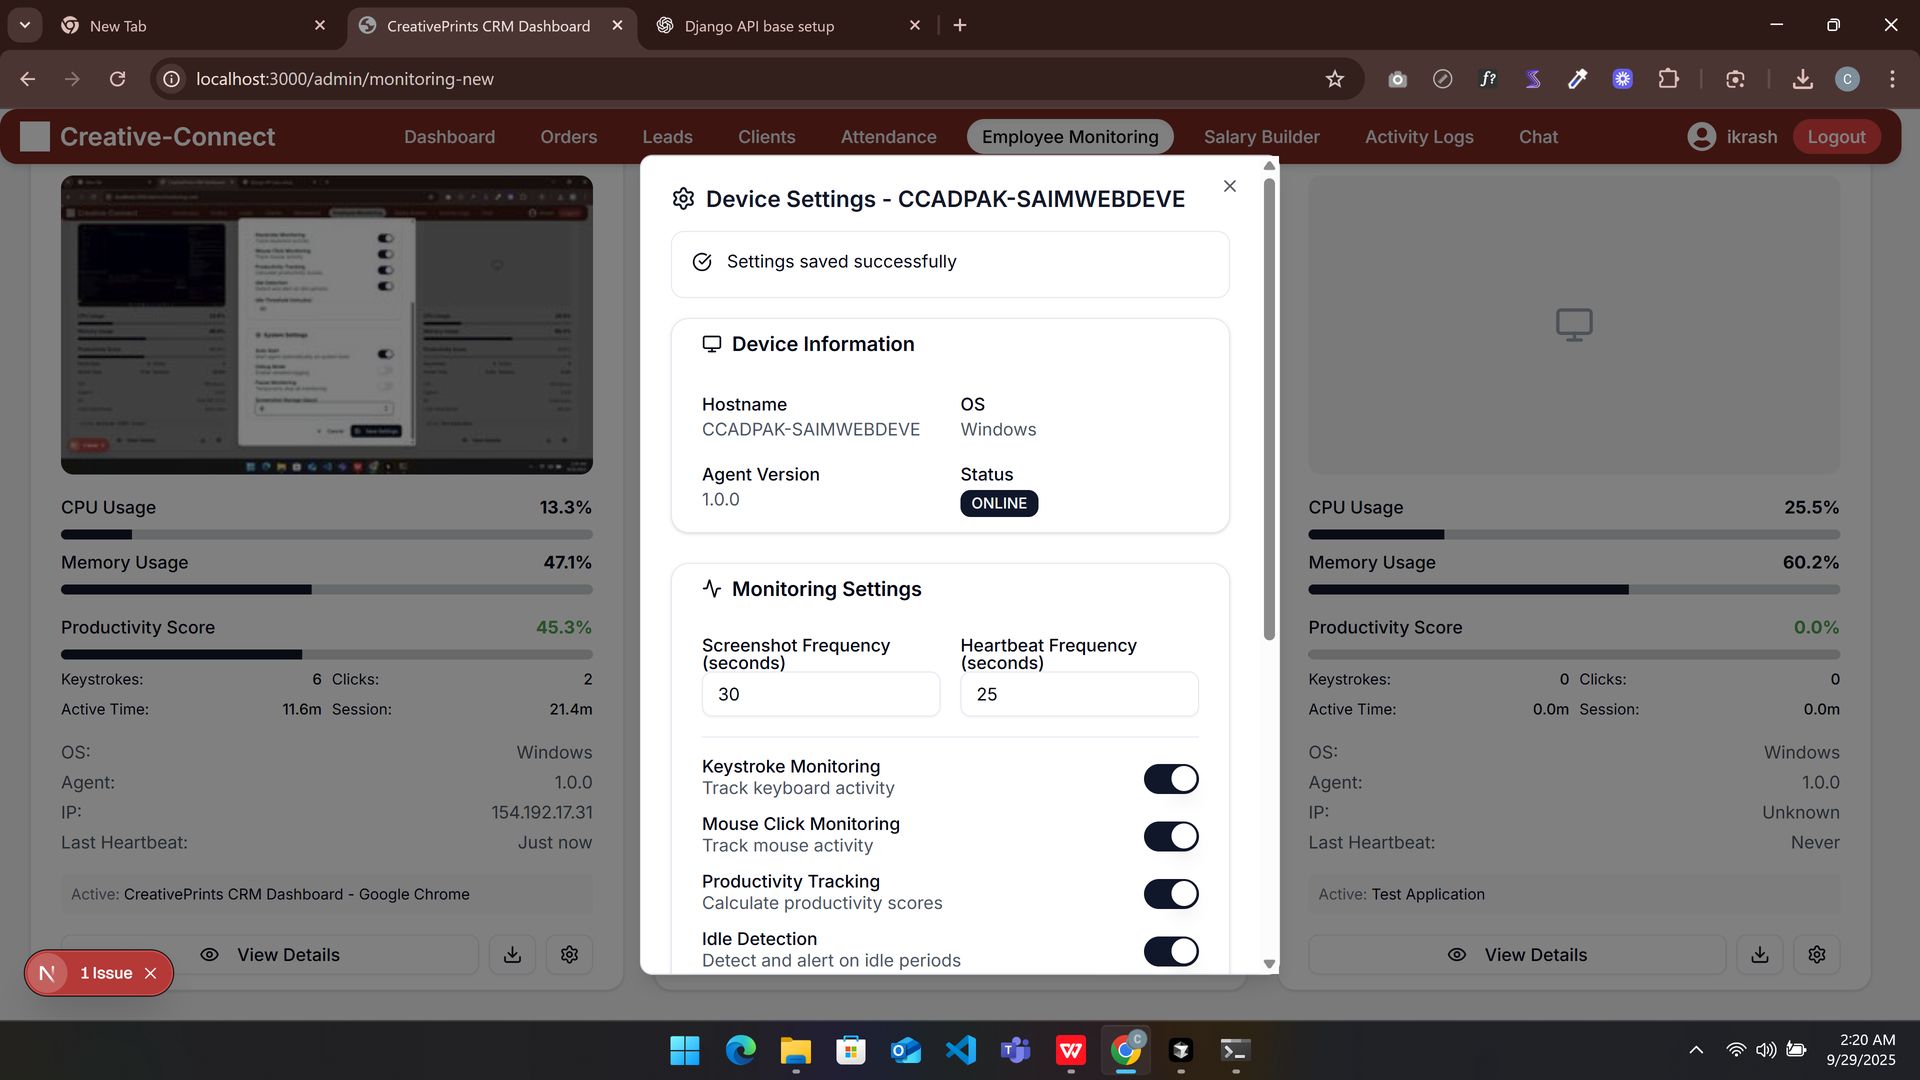 New Tab
CreativePrints CRM Dashboard
Django API base setup
localhost:3000/admin/monitoring-new
f?
C
Creative-Connect
Dashboard
Orders
Leads
Clients
Attendance
Employee Monitoring
Salary Builder
Activity Logs
Chat
ikrash
Logout
CPU Usage 13.3%
Memory Usage 47.1%
Productivity Score 45.3%
Keystrokes: 6 Clicks: 2
Active Time: 11.6m Session: 21.4m
OS: Windows
Agent: 1.0.0
IP: 154.192.17.31
Last Heartbeat: Just now
Active: CreativePrints CRM Dashboard - Google Chrome
View Details
N 1 Issue
Device Settings - CCADPAK-SAIMWEBDEVE
Settings saved successfully
Device Information
Hostname
CCADPAK-SAIMWEBDEVE
OS
Windows
Agent Version
1.0.0
Status
ONLINE
Monitoring Settings
Screenshot Frequency (seconds)
30
Heartbeat Frequency (seconds)
25
Keystroke Monitoring
Track keyboard activity
Mouse Click Monitoring
Track mouse activity
Productivity Tracking
Calculate productivity scores
Idle Detection
Detect and alert on idle periods
CPU Usage 25.5%
Memory Usage 60.2%
Productivity Score 0.0%
Keystrokes: 0 Clicks: 0
Active Time: 0.0m Session: 0.0m
OS: Windows
Agent: 1.0.0
IP: Unknown
Last Heartbeat: Never
Active: Test Application
View Details
2:20 AM
9/29/2025